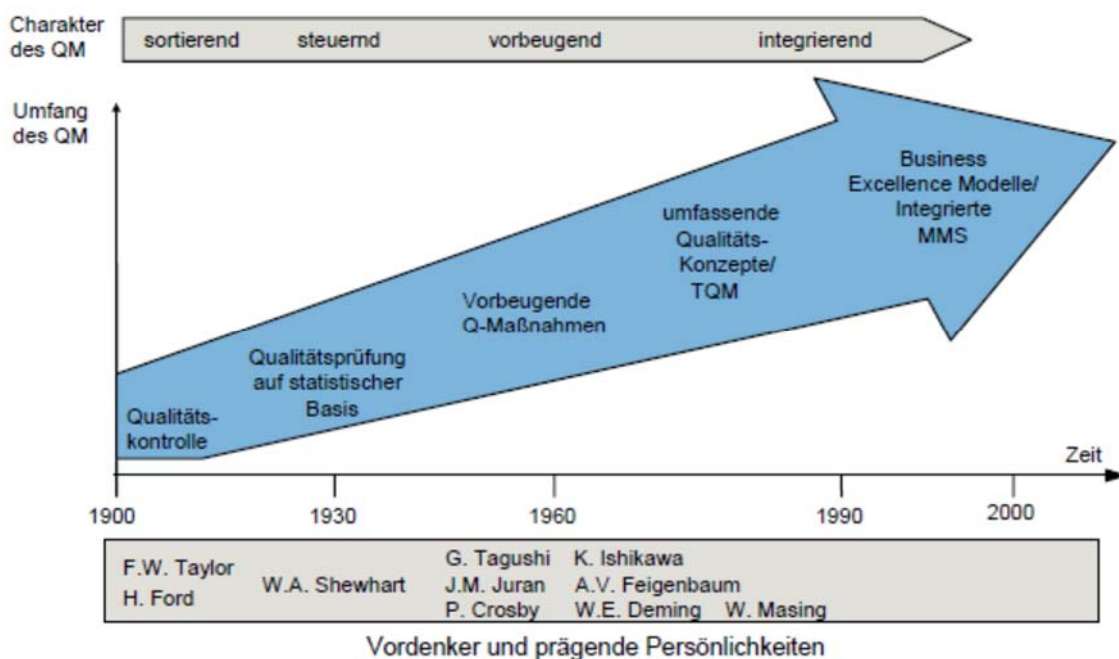 Charakter
des QM
sortierend steuernd vorbeugend integrierend
Umfang
des QM
Business
Excellence Modelle/
Integrierte
MMS
umfassende
Qualitäts-
Konzepte/
TQM
Vorbeugende
Q-Maßnahmen
Qualitätsprüfung
auf statistischer
Basis
Qualitäts-
kontrolle
Zeit
1900 1930 1960 1990 2000
F.W. Taylor
H. Ford
W.A. Shewhart
G. Tagushi K. Ishikawa
J.M. Juran A.V. Feigenbaum
P. Crosby W.E. Deming W. Masing
Vordenker und prägende Persönlichkeiten